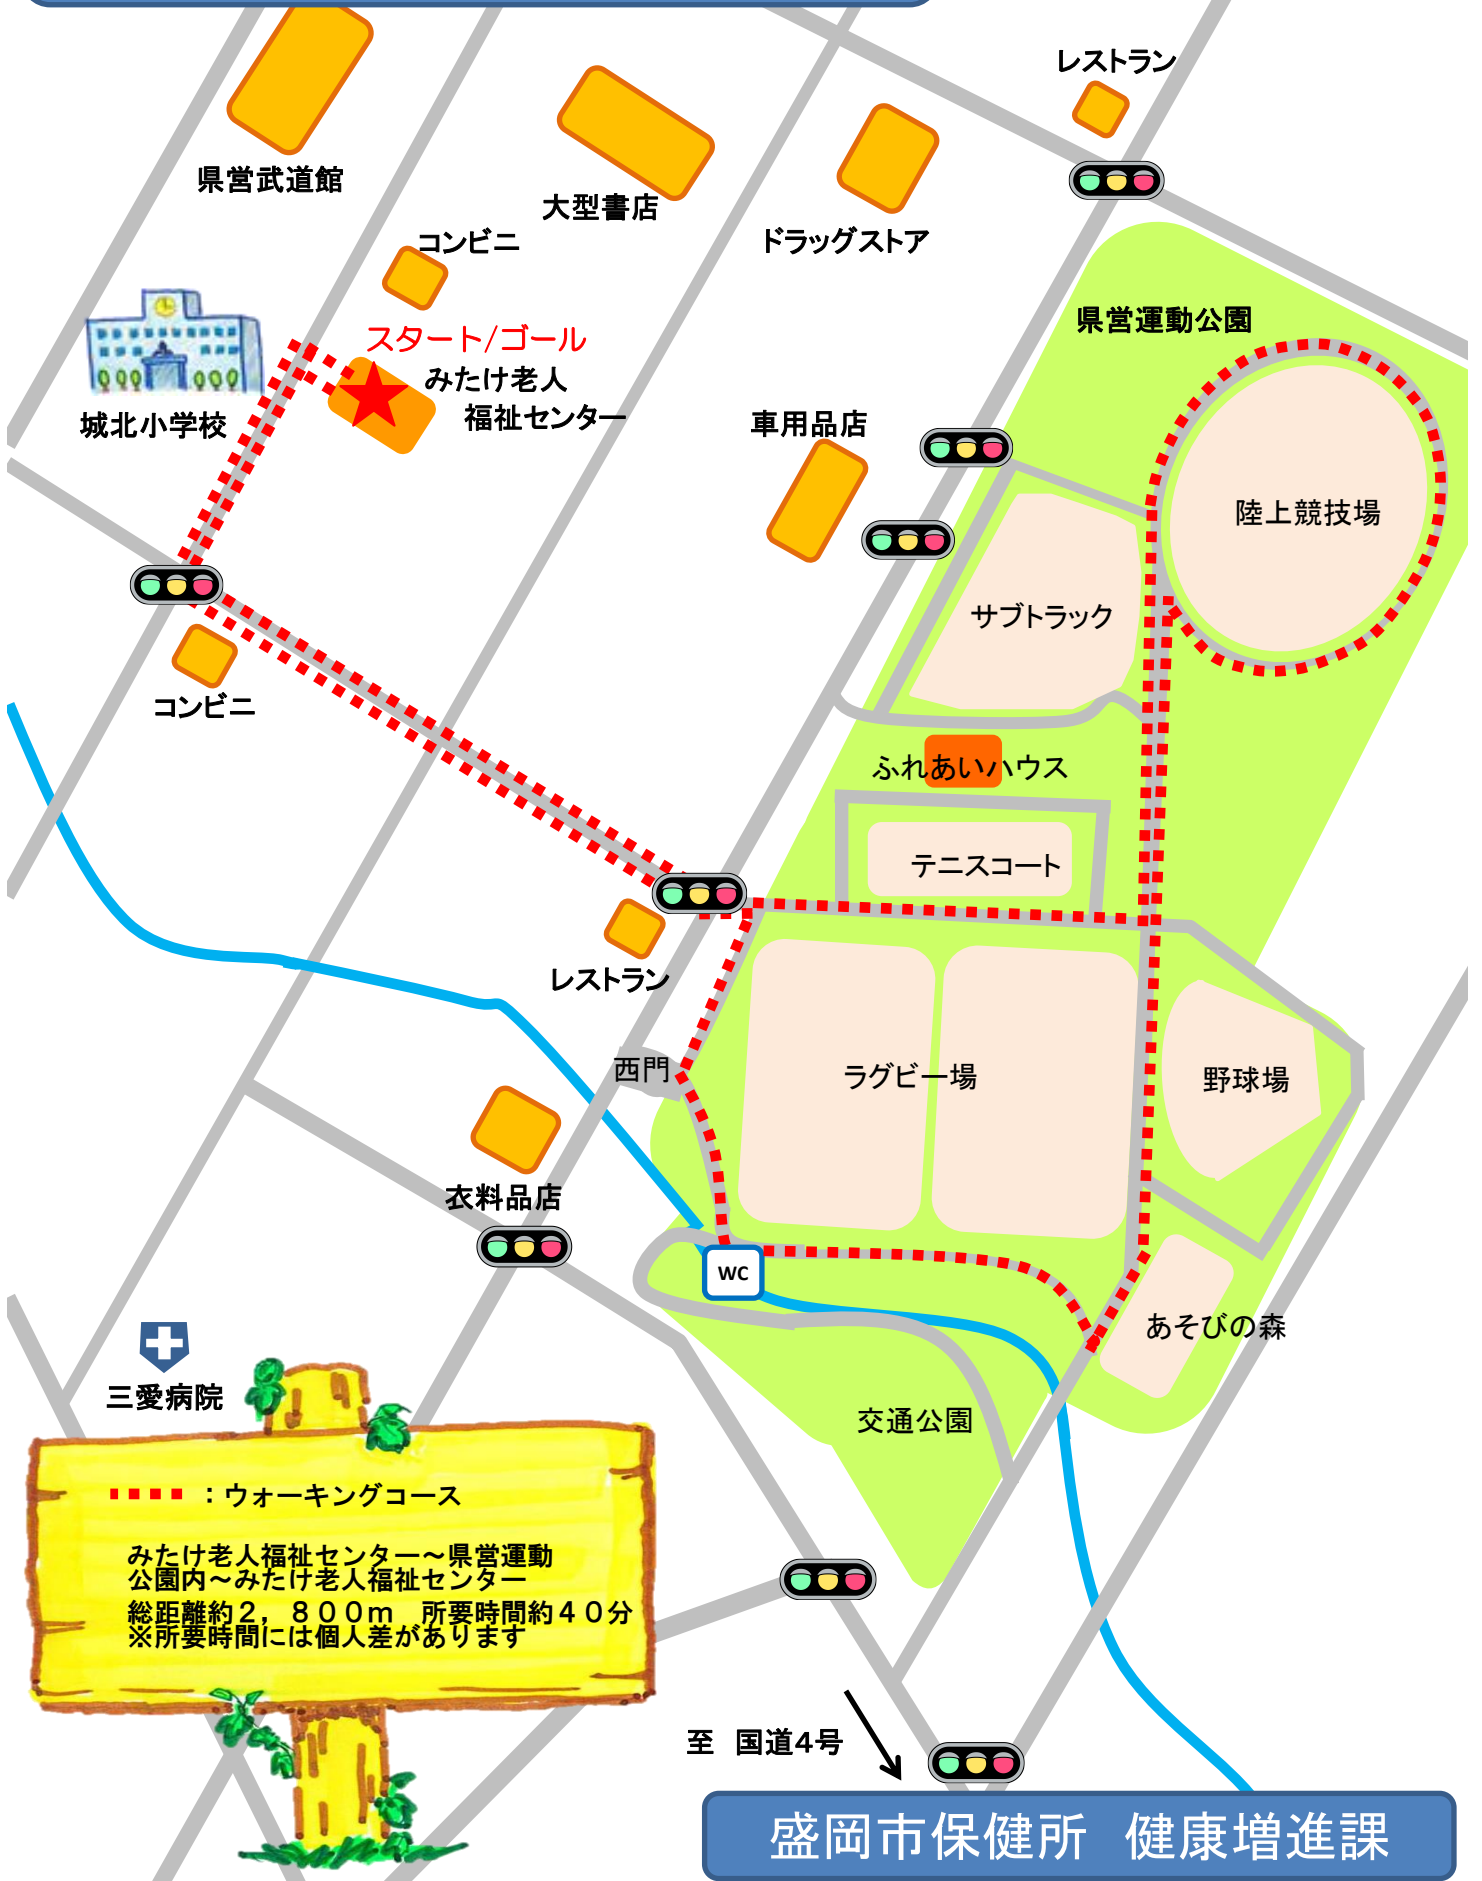 レストラン
県営武道館
大型書店
コンビニ
ドラッグストア
県営運動公園
スタート/ゴール
みたけ老人
福祉センター
城北小学校
車用品店
陸上競技場
サブトラック
コンビニ
ふれあいハウス
テニスコート
レストラン
西門
ラグビー場
野球場
衣料品店
WC
あそびの森
三愛病院
交通公園
：ウォーキングコース
みたけ老人福祉センター～県営運動
公園内～みたけ老人福祉センター
総距離約２，８００ｍ　所要時間約４０分
※所要時間には個人差があります
至　国道4号
盛岡市保健所　健康増進課